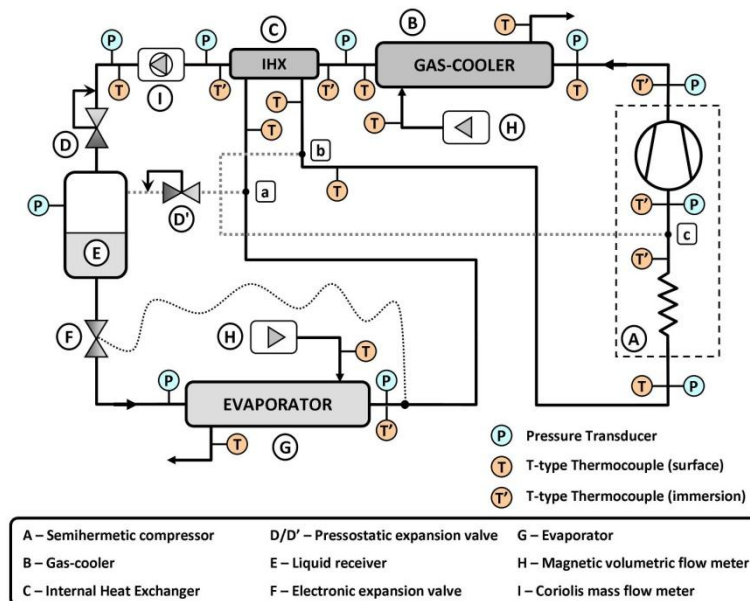 C
B
P
P
IHX
GAS-COOLER
T
P
T
T'
I
T
T'
T
T
T'
P
T
T
H
D
b
T
a
D'
P
E
T'
P
c
T'
F
H
T
A
P
EVAPORATOR
P
T'
T
G
T
P
P Pressure Transducer
T T-type Thermocouple (surface)
T' T-type Thermocouple (immersion)
A – Semihermetic compressor D/D’ – Pressostatic expansion valve G – Evaporator
B – Gas-cooler E – Liquid receiver H – Magnetic volumetric flow meter
C – Internal Heat Exchanger F – Electronic expansion valve I – Coriolis mass flow meter